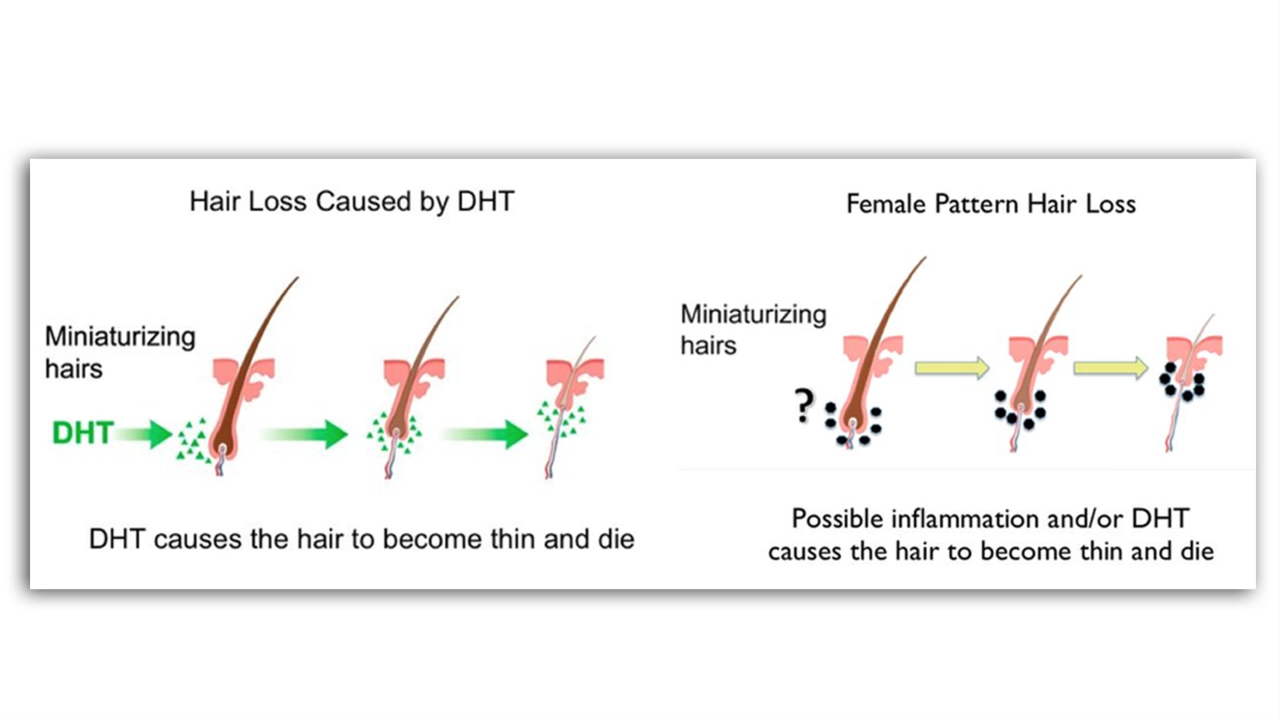 Hair Loss Caused by DHT
Miniaturizing
hairs
DHT
DHT causes the hair to become thin and die
Female Pattern Hair Loss
Miniaturizing
hairs
?
Possible inflammation and/or DHT
causes the hair to become thin and die